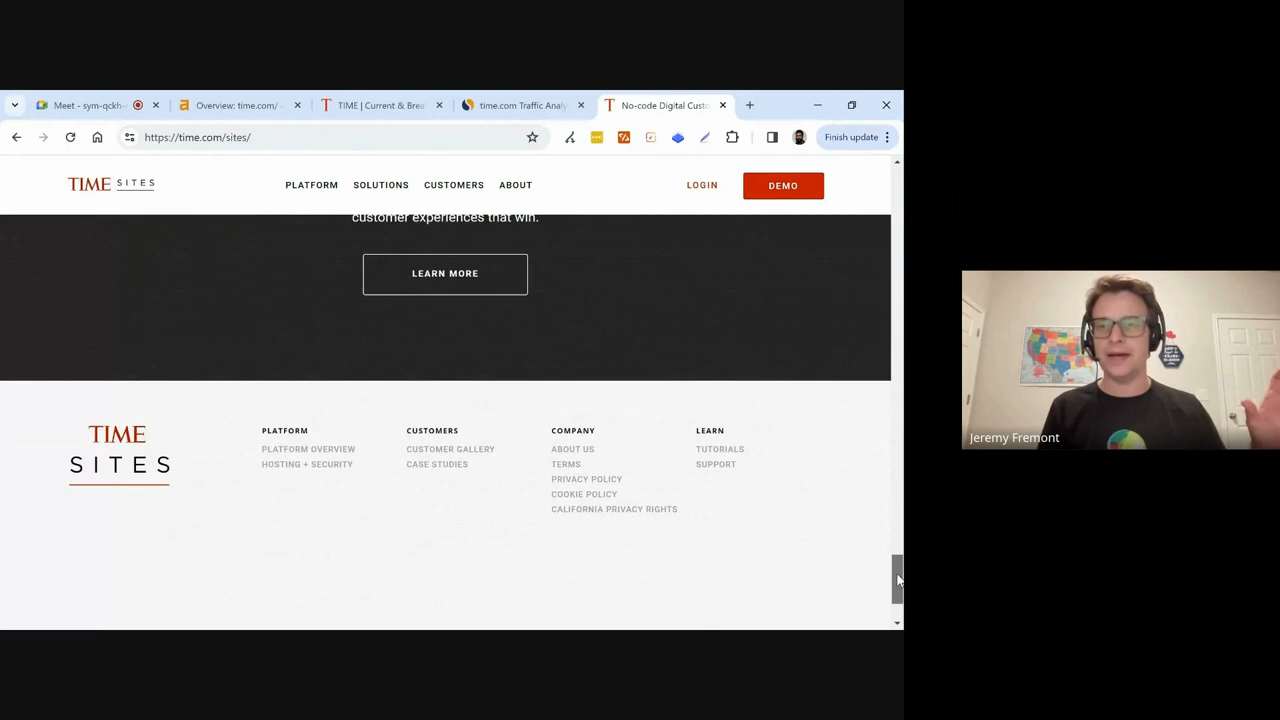 Meet - sym-qckh-
Overview: time.com/ -
TIME | Current & Brea
time.com Traffic Analy
No-code Digital Custo
https://time.com/sites/
Finish update
TIME SITES
PLATFORM
SOLUTIONS
CUSTOMERS
ABOUT
LOGIN
DEMO
customer experiences that win.
LEARN MORE
TIME
SITES
PLATFORM
PLATFORM OVERVIEW
HOSTING + SECURITY
CUSTOMERS
CUSTOMER GALLERY
CASE STUDIES
COMPANY
ABOUT US
TERMS
PRIVACY POLICY
COOKIE POLICY
CALIFORNIA PRIVACY RIGHTS
LEARN
TUTORIALS
SUPPORT
Jeremy Fremont